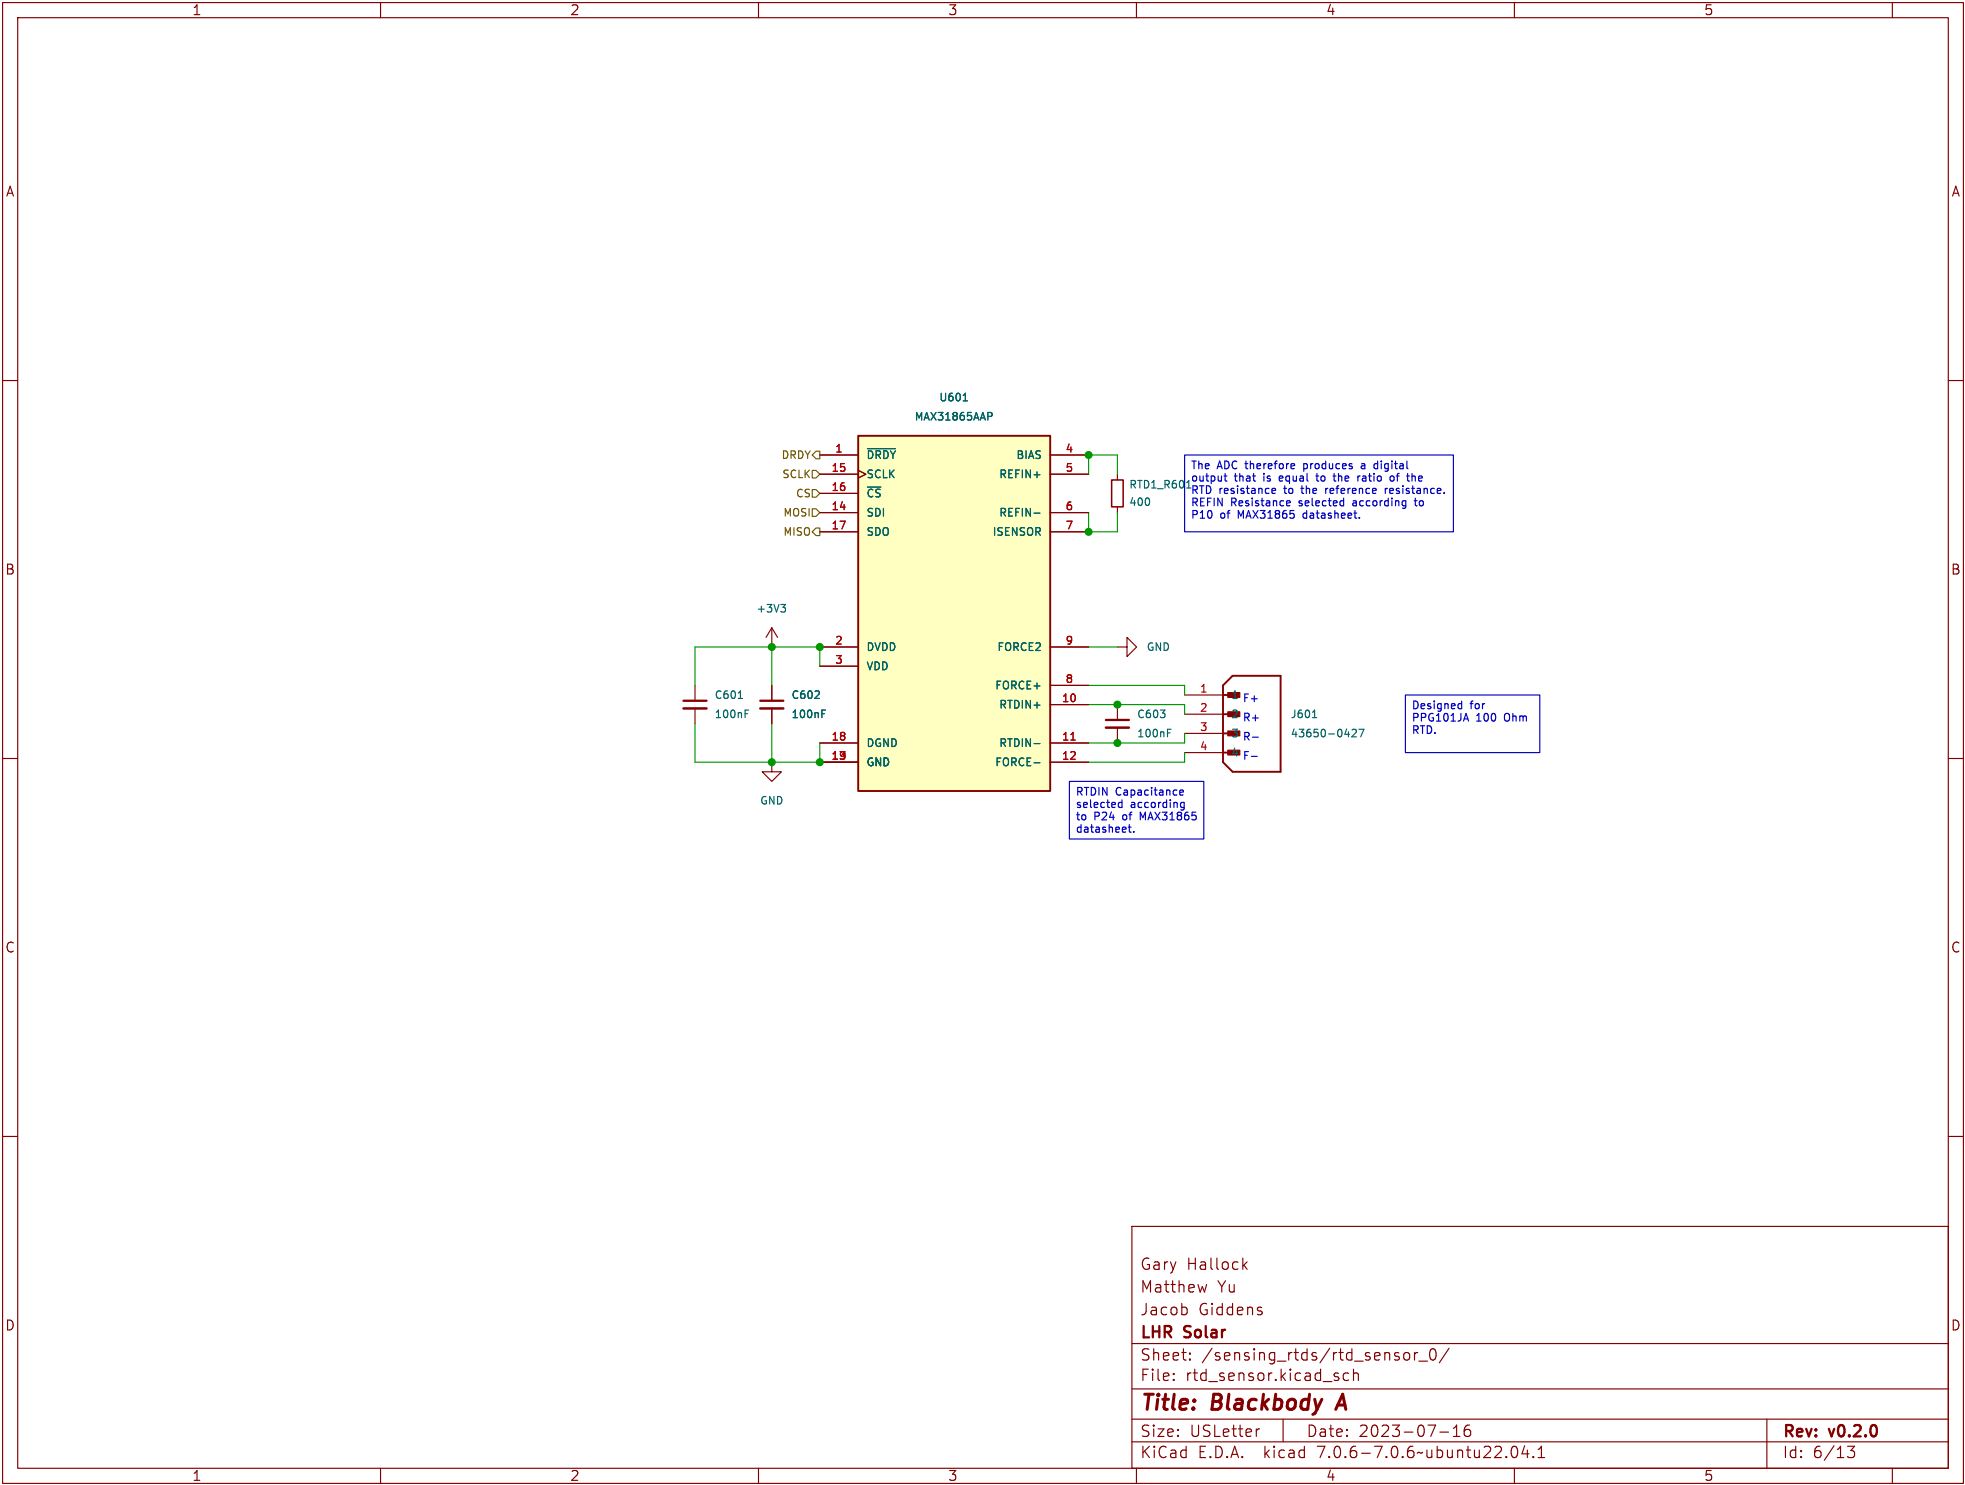 1 2 3 4 5
A A
B B
C C
D D
U601
MAX31865AAP
DRDY 1 DRDY
SCLK 15 SCLK
CS 16 CS
MOSI 14 SDI
MISO 17 SDO
BIAS 4
REFIN+ 5
REFIN- 6
ISENSOR 7
RTD1_R601
400
The ADC therefore produces a digital
output that is equal to the ratio of the
RTD resistance to the reference resistance.
REFIN Resistance selected according to
P10 of MAX31865 datasheet.
+3V3
2 DVDD
3 VDD
FORCE2 9 GND
FORCE+ 8
RTDIN+ 10
RTDIN- 11
FORCE- 12
C601
100nF
C602
100nF
18 DGND
GND
GND
C603
100nF
1 F+
2 R+
3 R-
4 F-
J601
43650-0427
Designed for
PPG101JA 100 Ohm
RTD.
RTDIN Capacitance
selected according
to P24 of MAX31865
datasheet.
Gary Hallock
Matthew Yu
Jacob Giddens
LHR Solar
Sheet: /sensing_rtds/rtd_sensor_0/
File: rtd_sensor.kicad_sch
Title: Blackbody A
Size: USLetter Date: 2023-07-16 Rev: v0.2.0
KiCad E.D.A. kicad 7.0.6-7.0.6~ubuntu22.04.1 Id: 6/13
1 2 3 4 5